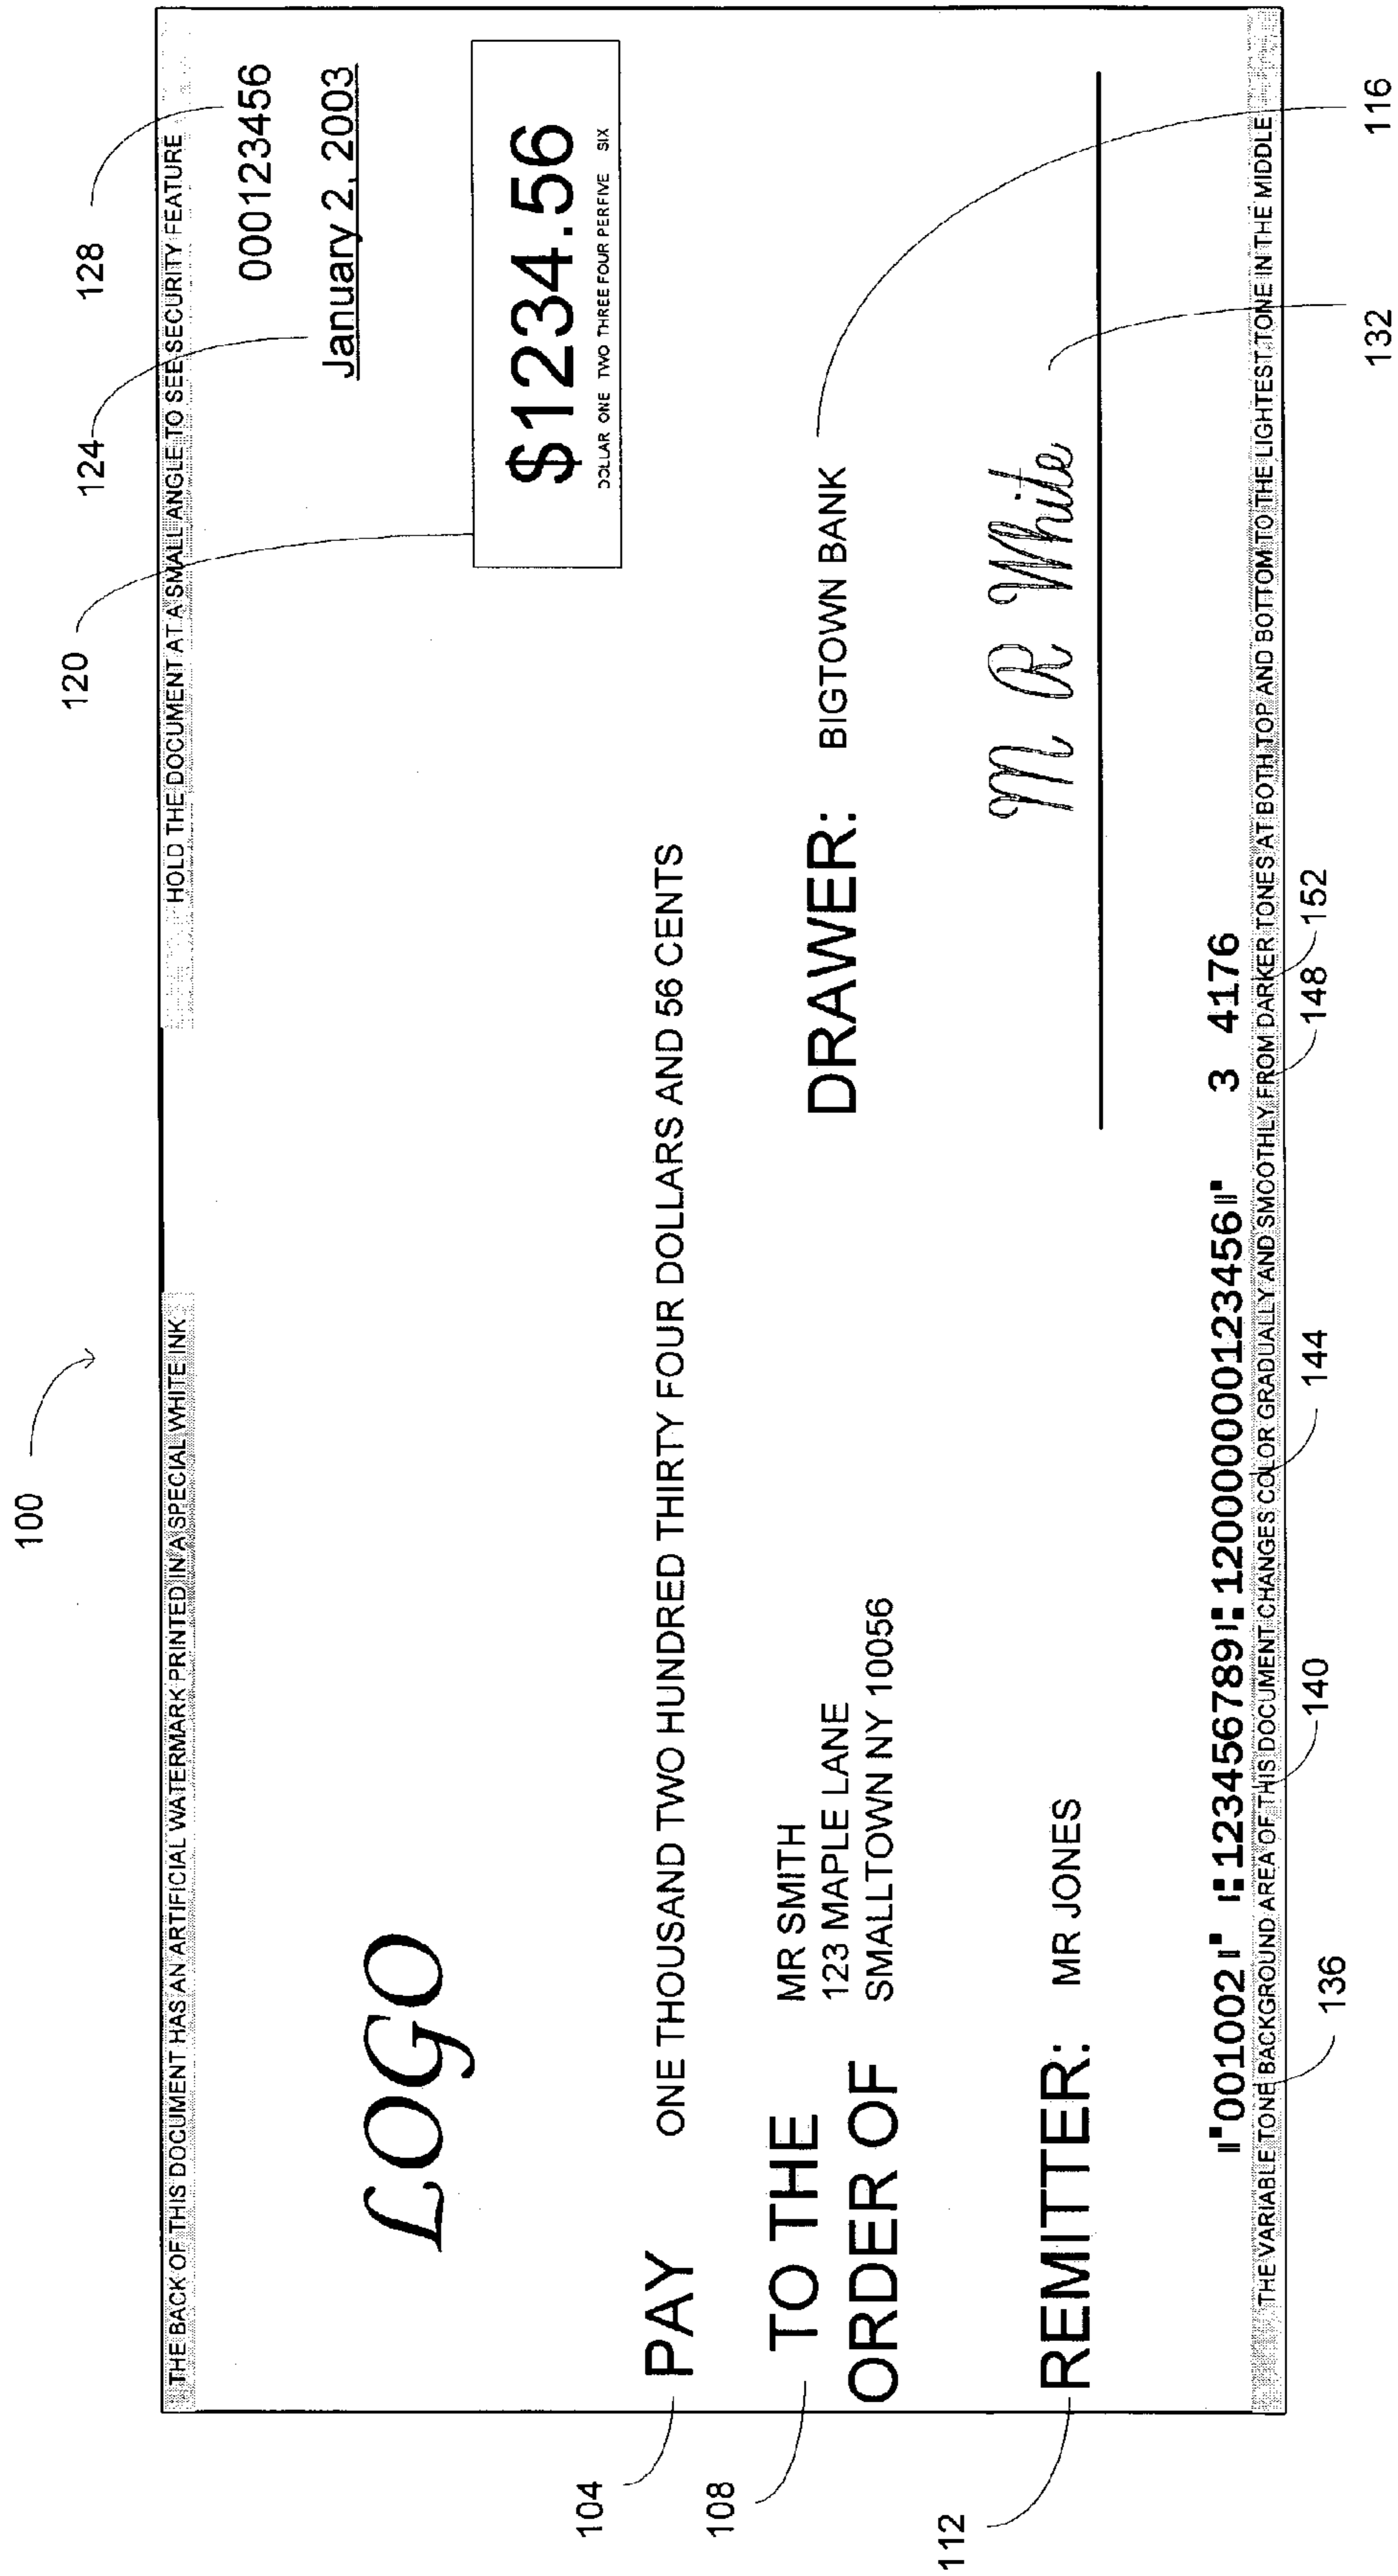 100
128
124
120
THE BACK OF THIS DOCUMENT HAS AN ARTIFICIAL WATERMARK PRINTED IN A SPECIAL WHITE INK
HOLD THE DOCUMENT AT A SMALL ANGLE TO SEE SECURITY FEATURE
000123456
LOGO
January 2, 2003
$1234.56
DOLLAR ONE TWO THREE FOUR PERFIVE SIX
104
PAY
ONE THOUSAND TWO HUNDRED THIRTY FOUR DOLLARS AND 56 CENTS
108
TO THE
ORDER OF
MR SMITH
123 MAPLE LANE
SMALLTOWN NY 10056
DRAWER:
BIGTOWN BANK
112
REMITTER:
MR JONES
M R White
⑈001002⑈ ⑆123456789⑆120000000123456⑈ 3 4176
THE VARIABLE TONE BACKGROUND AREA OF THIS DOCUMENT CHANGES COLOR GRADUALLY AND SMOOTHLY FROM DARKER TONES AT BOTH TOP AND BOTTOM TO THE LIGHTEST TONE IN THE MIDDLE
136
140
144
148
152
132
116